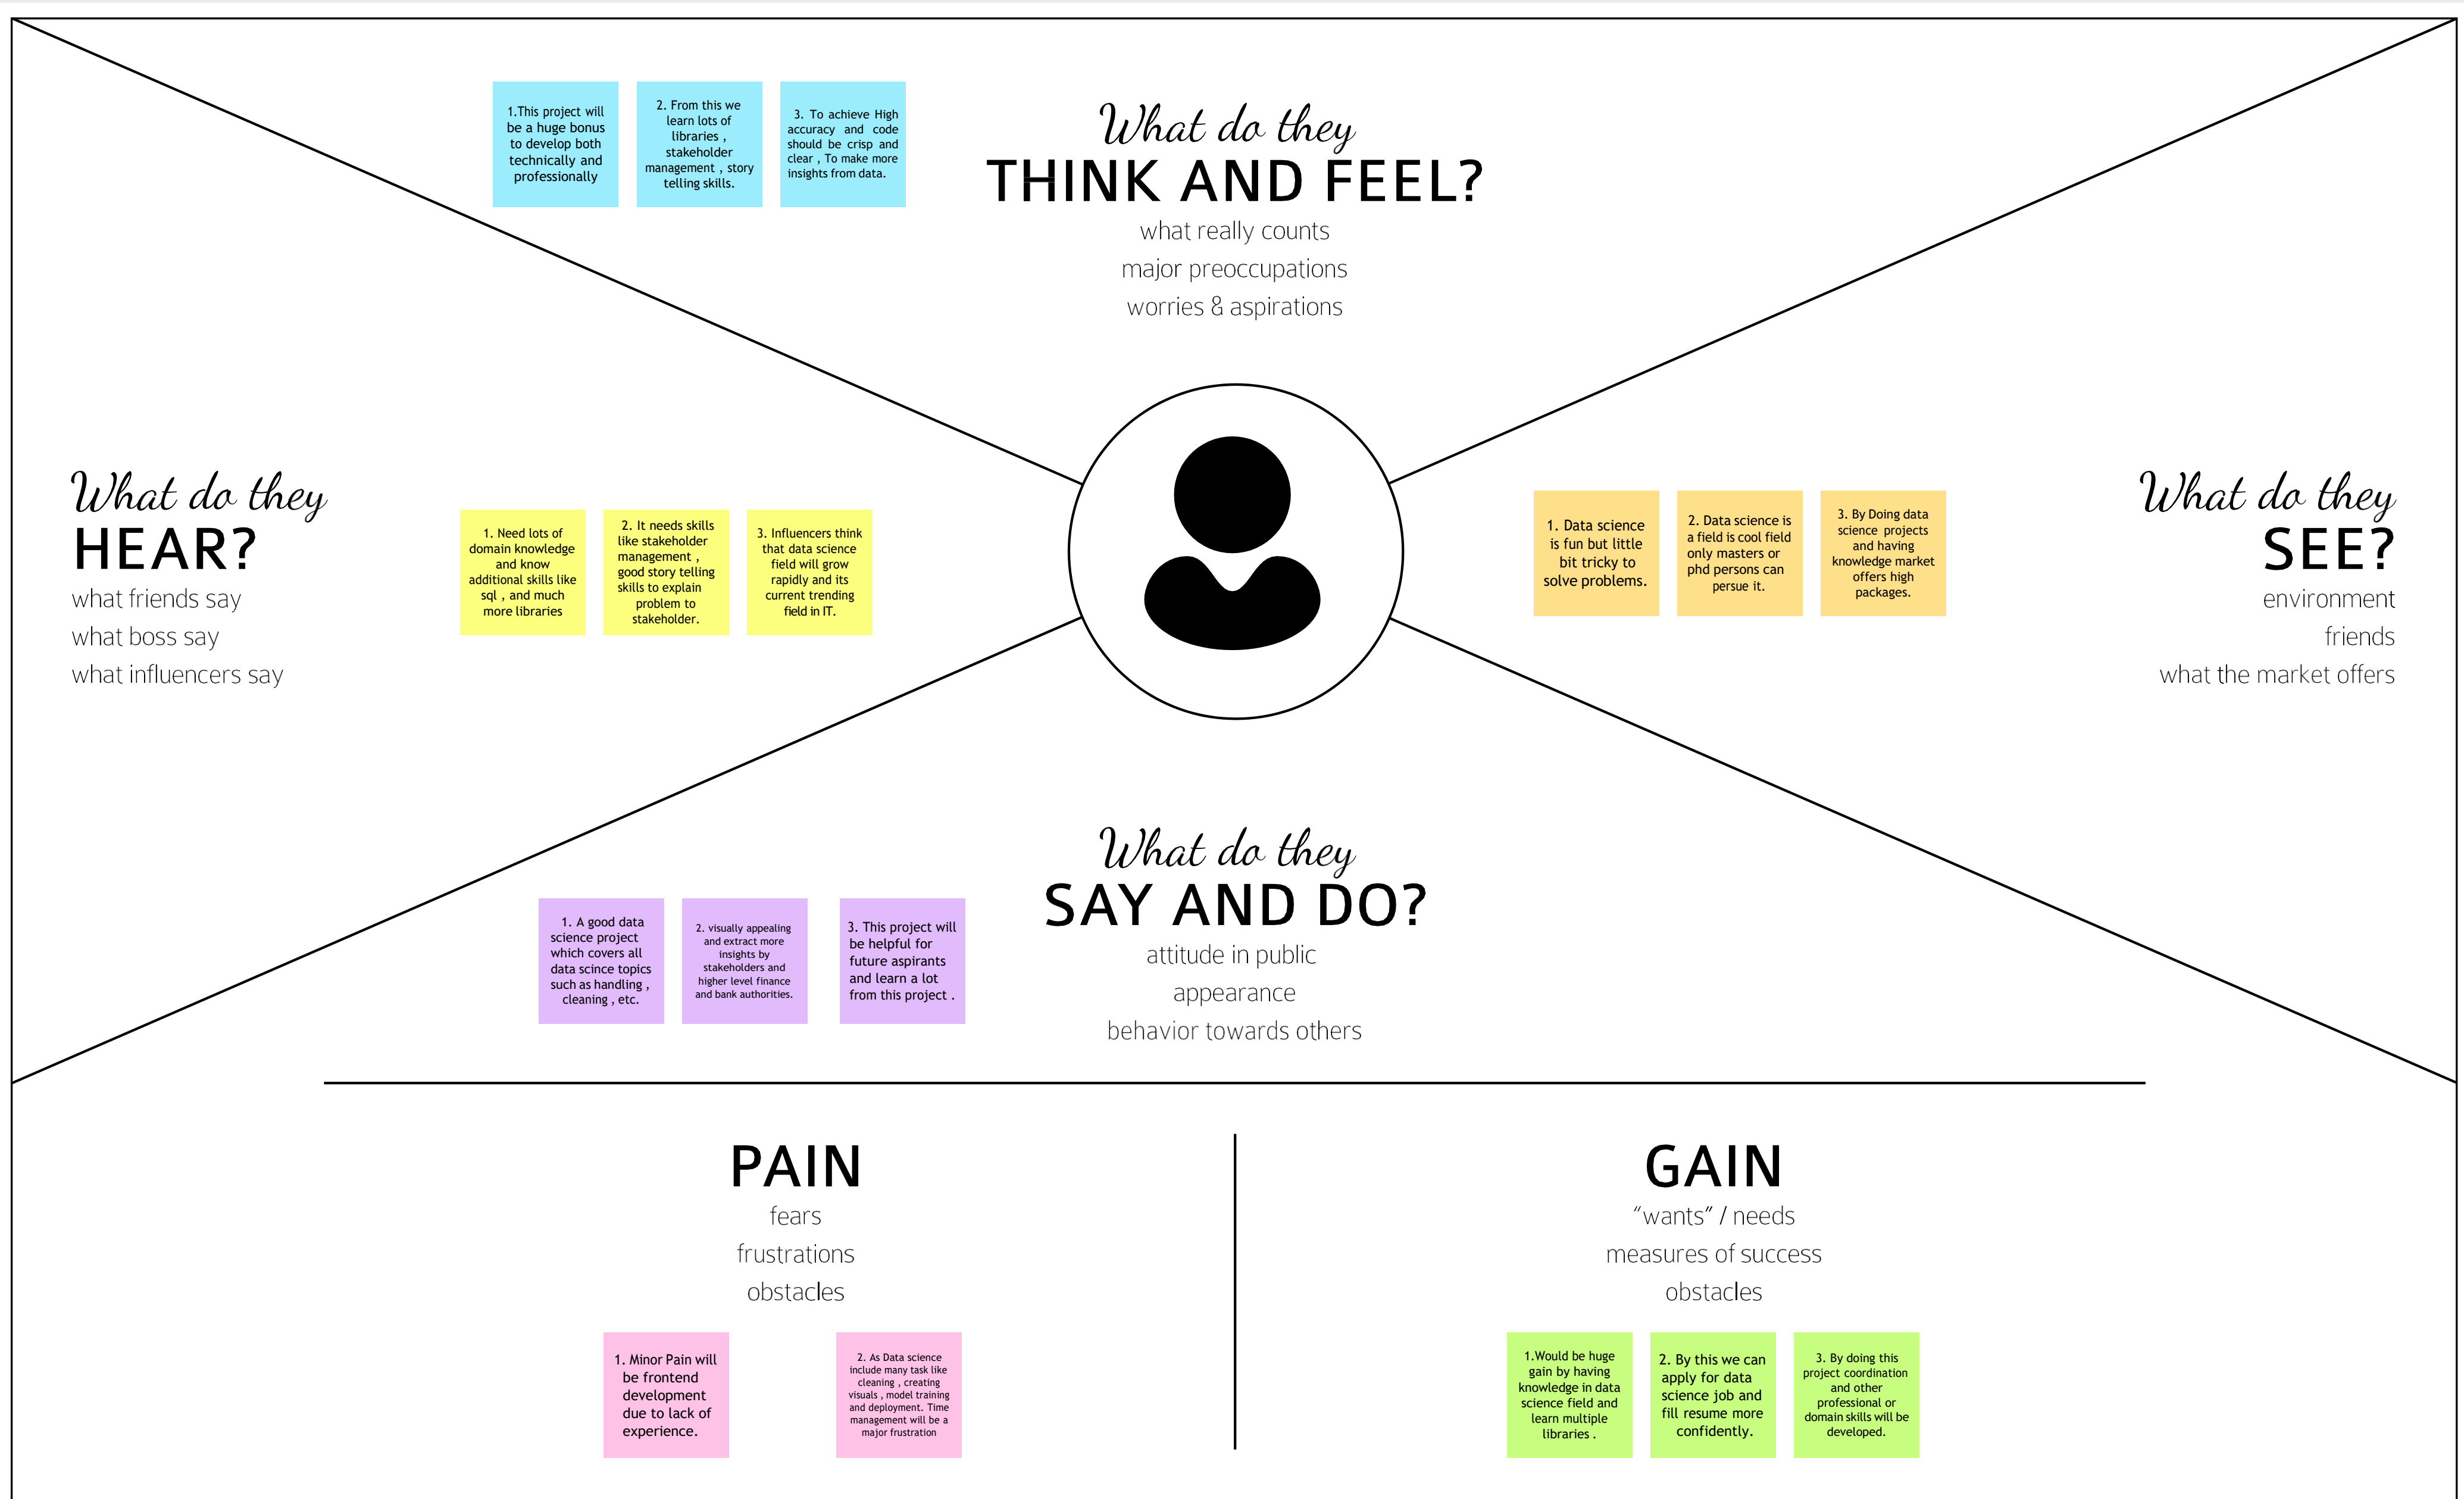 1.This project will
be a huge bonus
to develop both
technically and
professionally
2. From this we
learn lots of
libraries ,
stakeholder
management , story
telling skills.
3. To achieve High
accuracy and code
should be crisp and
clear , To make more
insights from data.
What do they
THINK AND FEEL?
what really counts
major preoccupations
worries & aspirations
What do they
HEAR?
what friends say
what boss say
what influencers say
1. Need lots of
domain knowledge
and know
additional skills like
sql , and much
more libraries
2. It needs skills
like stakeholder
management ,
good story telling
skills to explain
problem to
stakeholder.
3. Influencers think
that data science
field will grow
rapidly and its
current trending
field in IT.
1. Data science
is fun but little
bit tricky to
solve problems.
2. Data science is
a field is cool field
only masters or
phd persons can
persue it.
3. By Doing data
science projects
and having
knowledge market
offers high
packages.
What do they
SEE?
environment
friends
what the market offers
What do they
SAY AND DO?
attitude in public
appearance
behavior towards others
1. A good data
science project
which covers all
data scince topics
such as handling ,
cleaning , etc.
2. visually appealing
and extract more
insights by
stakeholders and
higher level finance
and bank authorities.
3. This project will
be helpful for
future aspirants
and learn a lot
from this project .
PAIN
fears
frustrations
obstacles
1. Minor Pain will
be frontend
development
due to lack of
experience.
2. As Data science
include many task like
cleaning , creating
visuals , model training
and deployment. Time
management will be a
major frustration
GAIN
“wants” / needs
measures of success
obstacles
1.Would be huge
gain by having
knowledge in data
science field and
learn multiple
libraries .
2. By this we can
apply for data
science job and
fill resume more
confidently.
3. By doing this
project coordination
and other
professional or
domain skills will be
developed.